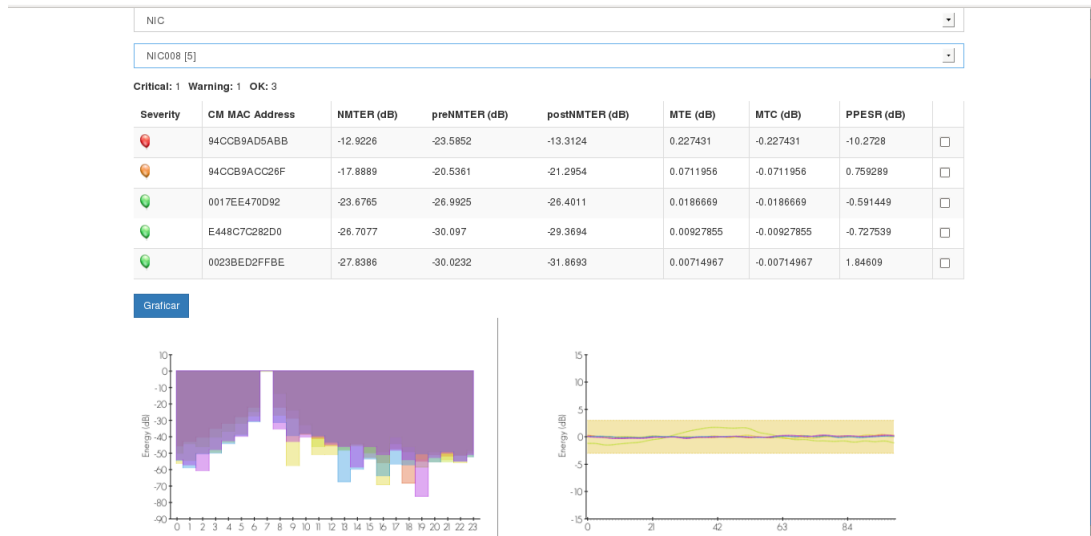 NIC
NIC008 [5]
Critical: 1 Warning: 1 OK: 3
Severity CM MAC Address NMTER (dB) preNMTER (dB) postNMTER (dB) MTE (dB) MTC (dB) PPESR (dB)
94CCB9AD5ABB -12.9226 -23.5852 -13.3124 0.227431 -0.227431 -10.2728
94CCB9ACC26F -17.8889 -20.5361 -21.2954 0.0711956 -0.0711956 0.759289
0017EE470D92 -23.6765 -26.9925 -26.4011 0.0186669 -0.0186669 -0.591449
E448C7C282D0 -26.7077 -30.097 -29.3694 0.00927855 -0.00927855 -0.727539
0023BED2FFBE -27.8386 -30.0232 -31.8693 0.00714967 -0.00714967 1.84609
Graficar
10
0
-10
-20
-30
-40
-50
-60
-70
-80
-90
Energy (dB)
0 1 2 3 4 5 6 7 8 9 10 11 12 13 14 15 16 17 18 19 20 21 22 23
15
10
5
0
-5
-10
-15
Energy (dB)
0 21 42 63 84